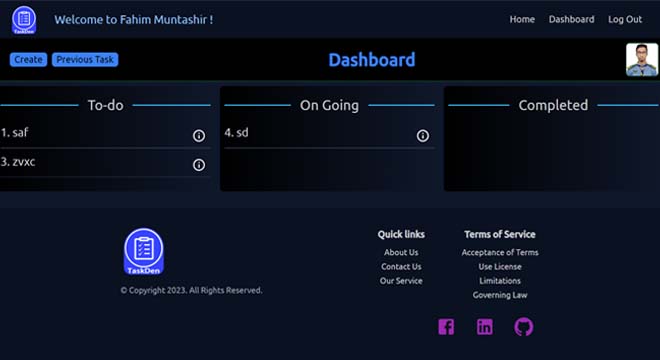 Welcome to Fahim Muntashir !
Home Dashboard Log Out
TaskDen
Create Previous Task
Dashboard
To-do
On Going
Completed
1. saf
3. zvxc
4. sd
TaskDen
© Copyright 2023. All Rights Reserved.
Quick links
About Us
Contact Us
Our Service
Terms of Service
Acceptance of Terms
Use License
Limitations
Governing Law